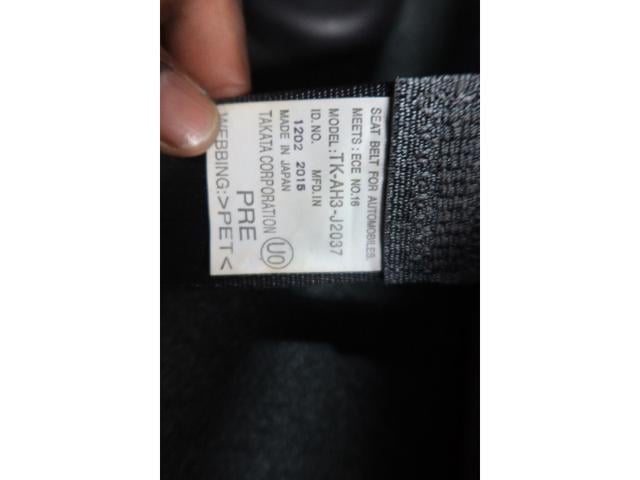 SEAT BELT FOR AUTOMOBILES.
MEETS : ECE NO.16
MODEL : TK-AH3-J2037
ID.NO. MFD.IN
1202 2015
MADE IN JAPAN
TAKATA CORPORATION UO
PRE
WEBBING:>PET<